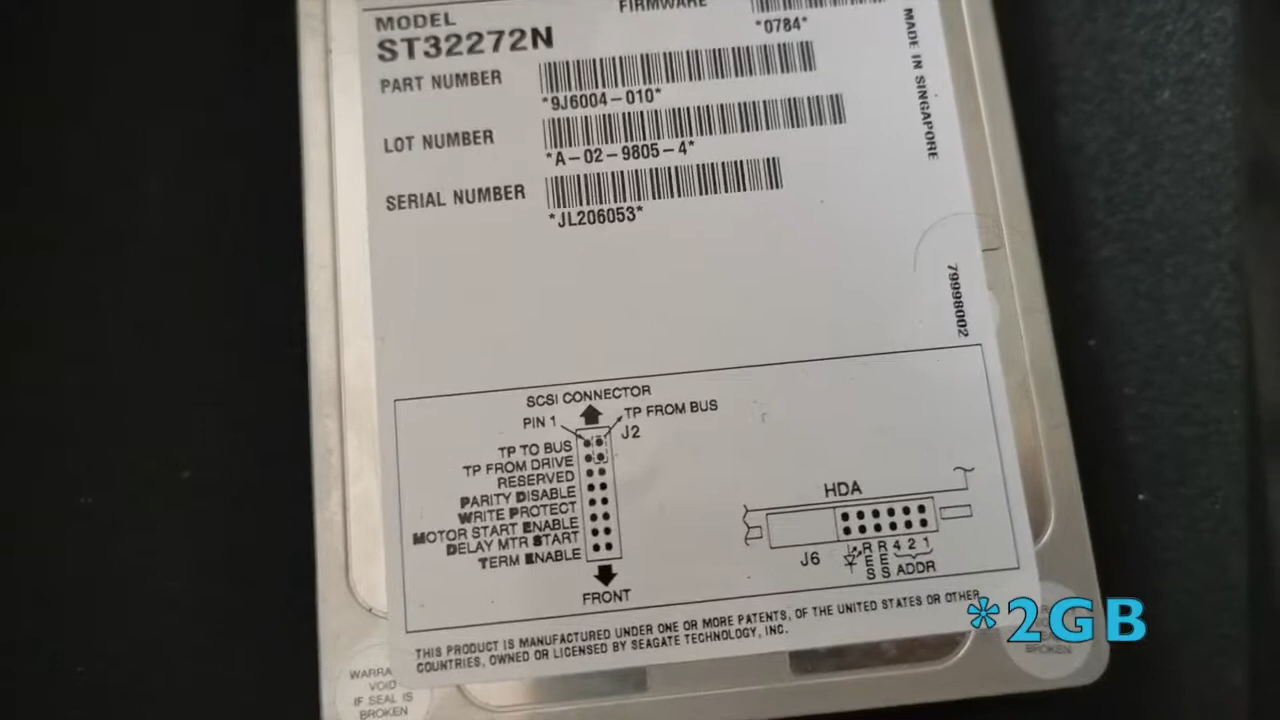 MODEL
FIRMWARE
ST32272N
*0784*
PART NUMBER
*9J6004-010*
LOT NUMBER
*A-02-9805-4*
SERIAL NUMBER
*JL206053*
MADE IN SINGAPORE
79998002
SCSI CONNECTOR
PIN 1
TP FROM BUS
J2
TP TO BUS
TP FROM DRIVE
RESERVED
PARITY DISABLE
WRITE PROTECT
MOTOR START ENABLE
DELAY MTR START
TERM ENABLE
FRONT
HDA
J6
R R 4 2 1
E E
S S ADDR
THIS PRODUCT IS MANUFACTURED UNDER ONE OR MORE PATENTS, OF THE UNITED STATES OR OTHER
COUNTRIES, OWNED OR LICENSED BY SEAGATE TECHNOLOGY, INC.
*2GB
WARRA
VOID
IF SEAL IS
BROKEN
BROKEN